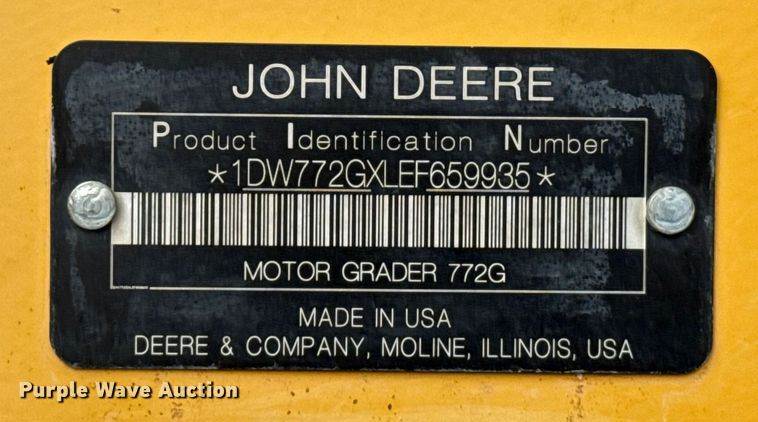 JOHN DEERE
Product Identification Number
*1DW772GXLEF659935*
MOTOR GRADER 772G
MADE IN USA
DEERE & COMPANY, MOLINE, ILLINOIS, USA
Purple Wave Auction